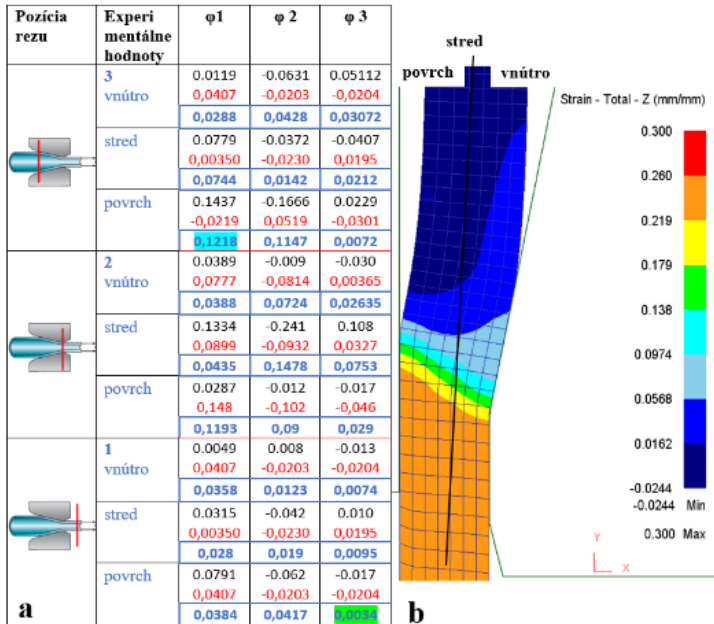 Pozícia rezu Experi mentálne hodnoty φ1 φ 2 φ 3
3 vnútro 0.0119 -0.0631 0.05112
0,0407 -0,0203 -0,0204
0,0288 0,0428 0,03072
stred 0.0779 -0.0372 -0.0407
0,00350 -0,0230 0,0195
0,0744 0,0142 0,0212
povrch 0.1437 -0.1666 0.0229
-0,0219 0,0519 -0,0301
0,1218 0,1147 0,0072
2 vnútro 0.0389 -0.009 -0.030
0,0777 -0,0814 0,00365
0,0388 0,0724 0,02635
stred 0.1334 -0.241 0.108
0,0899 -0,0932 0,0327
0,0435 0,1478 0,0753
povrch 0.0287 -0.012 -0.017
0,148 -0,102 -0,046
0,1193 0,09 0,029
1 vnútro 0.0049 0.008 -0.013
0,0407 -0,0203 -0,0204
0,0358 0,0123 0,0074
stred 0.0315 -0.042 0.010
0,00350 -0,0230 0,0195
0,028 0,019 0,0095
povrch 0.0791 -0.062 -0.017
0,0407 -0,0203 -0,0204
0,0384 0,0417 0,0034
a
stred
povrch vnútro
Strain - Total - Z (mm/mm)
0.300
0.260
0.219
0.179
0.138
0.0974
0.0568
0.0162
-0.0244
-0.0244 Min
0.300 Max
Y
X
b